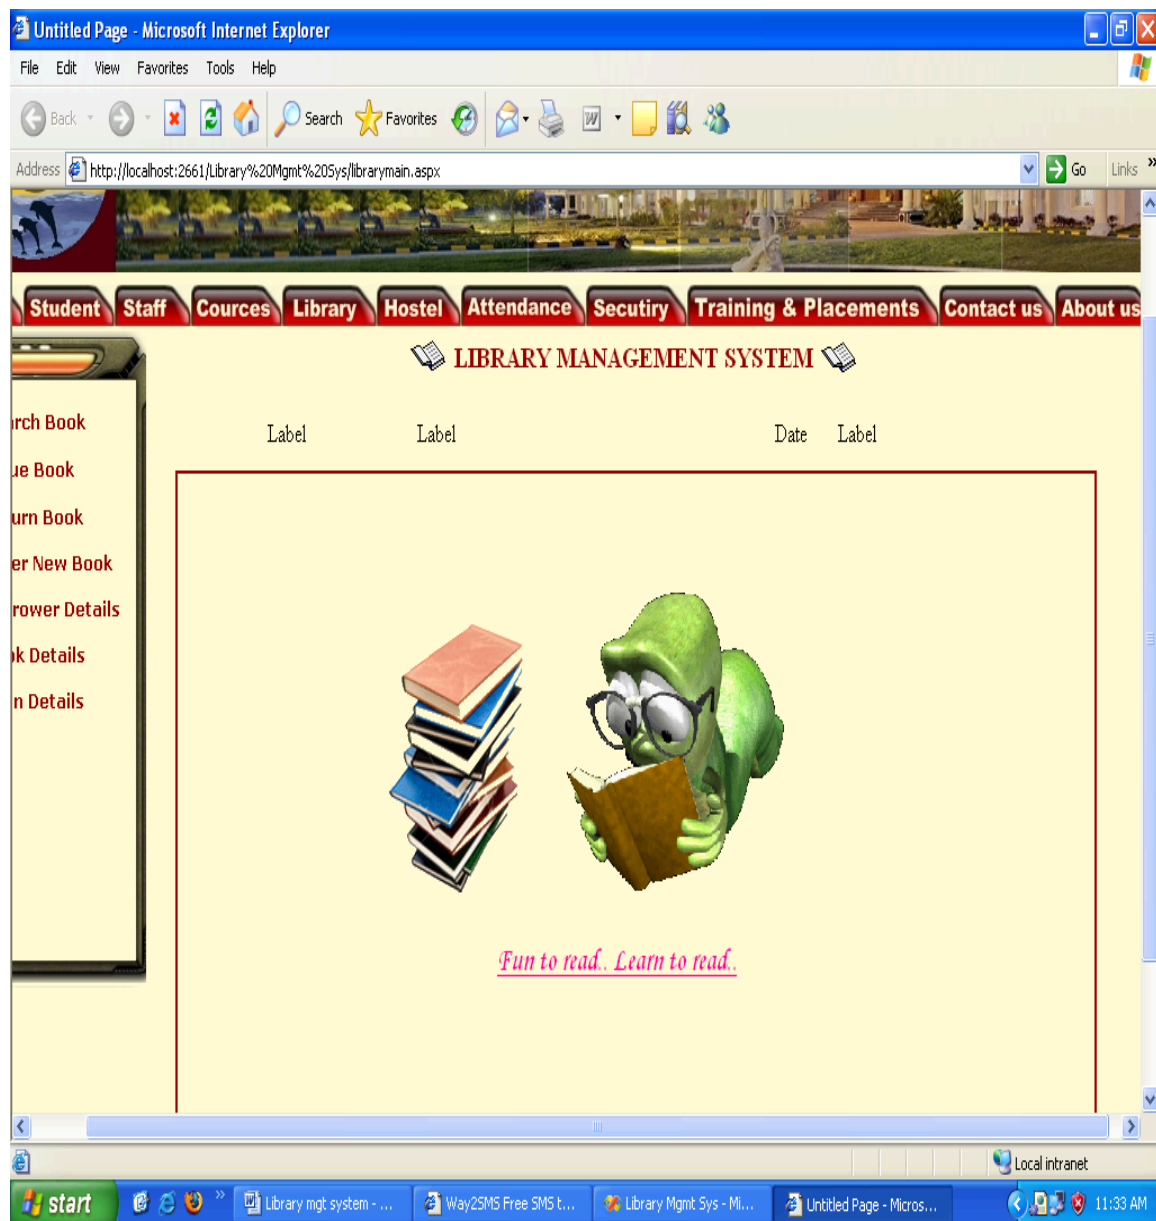 Untitled Page - Microsoft Internet Explorer
File Edit View Favorites Tools Help
Back Search Favorites
Address http://localhost:2661/Library%20Mgmt%20Sys/librarymain.aspx Go Links »
Student Staff Cources Library Hostel Attendance Secutiry Training & Placements Contact us About us
LIBRARY MANAGEMENT SYSTEM
Label Label Date Label
rch Book
ue Book
urn Book
er New Book
rower Details
ok Details
n Details
Fun to read.. Learn to read..
Local intranet
start » Library mgt system - ... Way2SMS Free SMS t... Library Mgmt Sys - Mi... Untitled Page - Micros... 11:33 AM